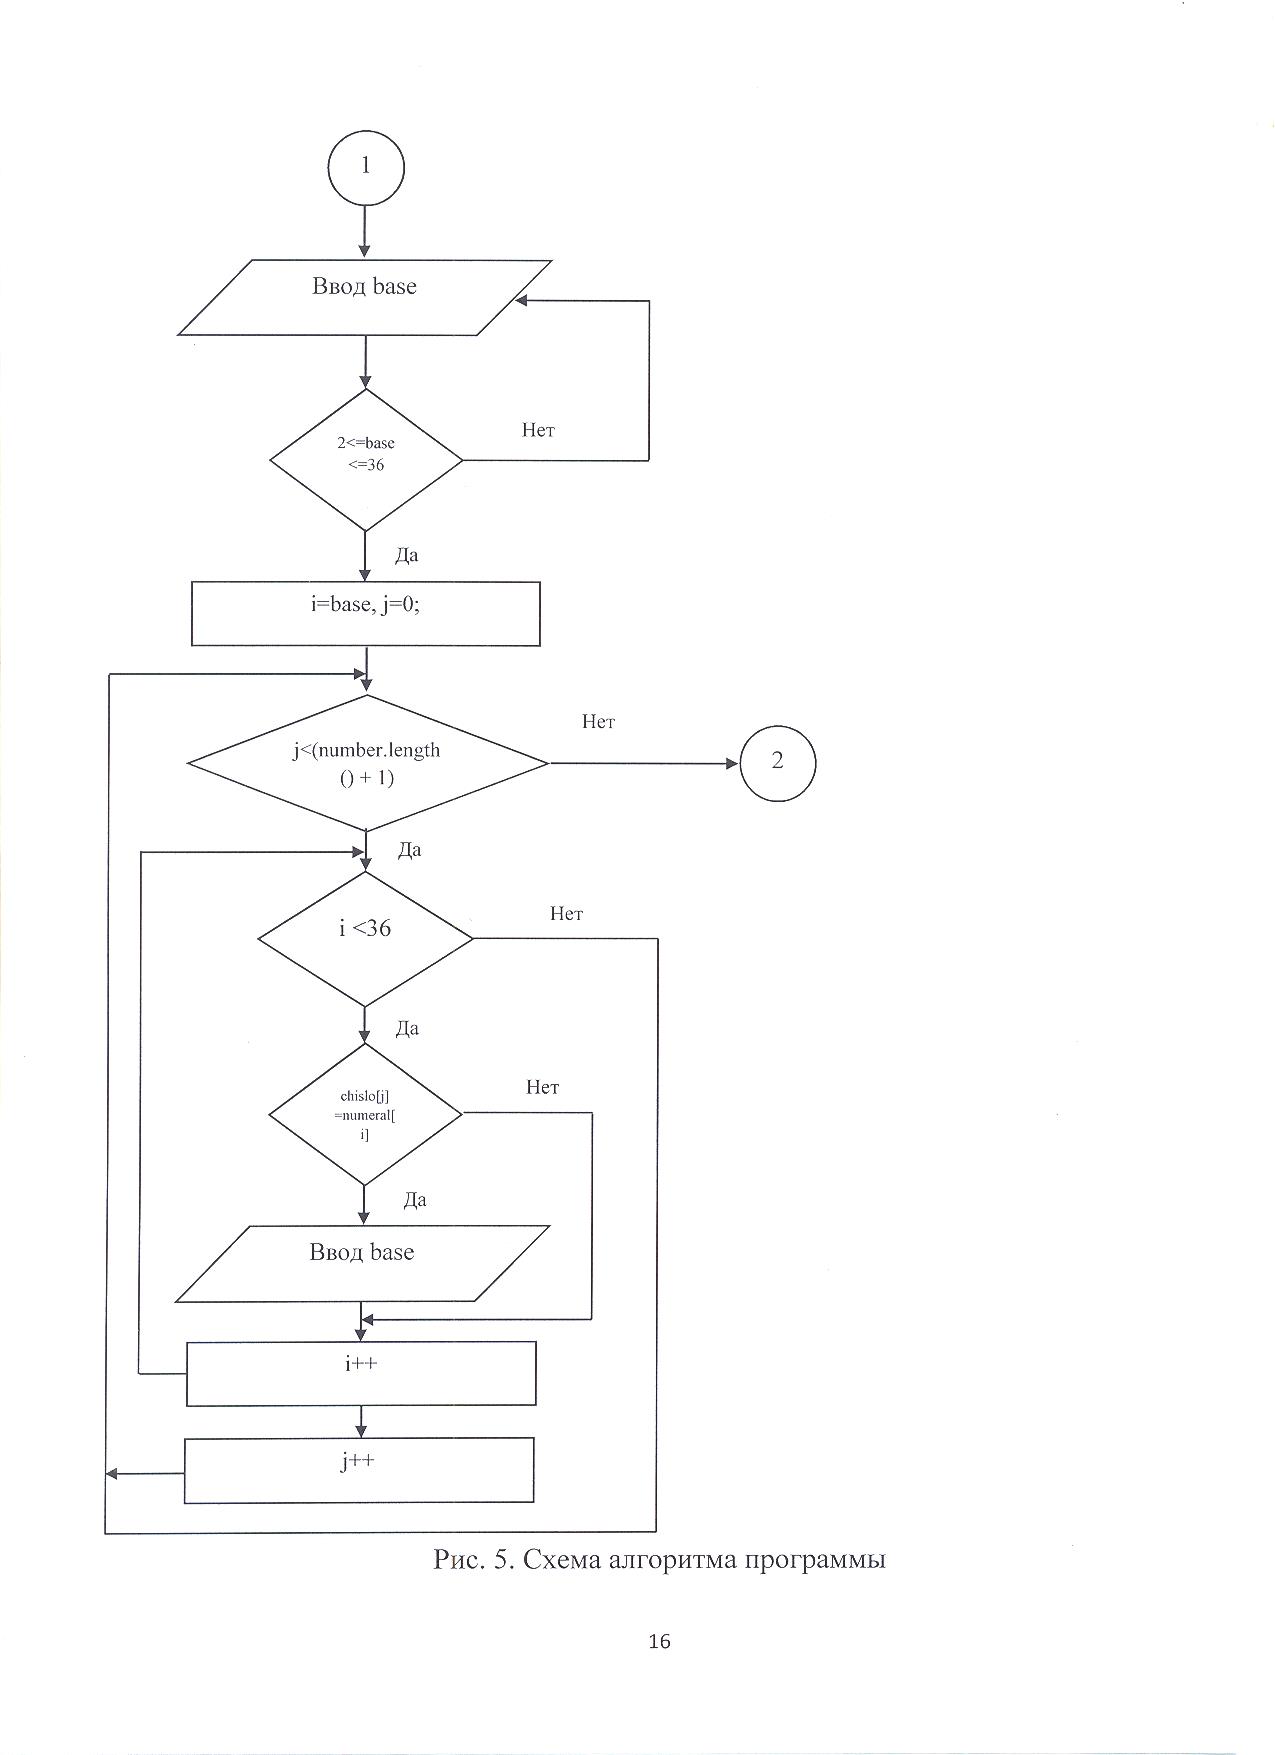 1
Ввод base
Нет
2<=base
<=36
Да
i=base, j=0;
Нет
j<(number.length
() + 1)
2
Да
Нет
i <36
Да
Нет
chislo[j]
=numeral[
i]
Да
Ввод base
i++
j++
Рис. 5. Схема алгоритма программы
16